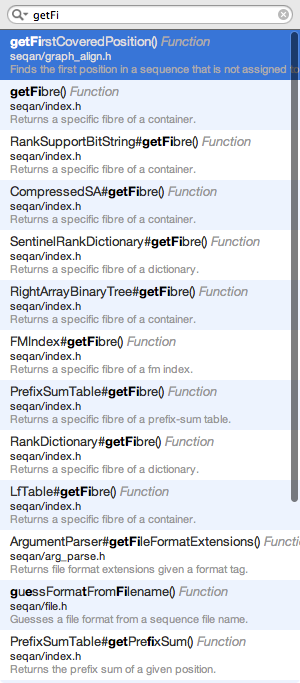 getFi
getFirstCoveredPosition() Function
seqan/graph_align.h
Finds the first position in a sequence that is not assigned to
getFibre() Function
seqan/index.h
Returns a specific fibre of a container.
RankSupportBitString#getFibre() Function
seqan/index.h
Returns a specific fibre of a container.
CompressedSA#getFibre() Function
seqan/index.h
Returns a specific fibre of a container.
SentinelRankDictionary#getFibre() Function
seqan/index.h
Returns a specific fibre of a dictionary.
RightArrayBinaryTree#getFibre() Function
seqan/index.h
Returns a specific fibre of a container.
FMIndex#getFibre() Function
seqan/index.h
Returns a specific fibre of a fm index.
PrefixSumTable#getFibre() Function
seqan/index.h
Returns a specific fibre of a prefix-sum table.
RankDictionary#getFibre() Function
seqan/index.h
Returns a specific fibre of a dictionary.
LfTable#getFibre() Function
seqan/index.h
Returns a specific fibre of a container.
ArgumentParser#getFileFormatExtensions() Function
seqan/arg_parse.h
Returns file format extensions given a format tag.
guessFormatFromFilename() Function
seqan/file.h
Guesses a file format from a sequence file name.
PrefixSumTable#getPrefixSum() Function
seqan/index.h
Returns the prefix sum of a given position.